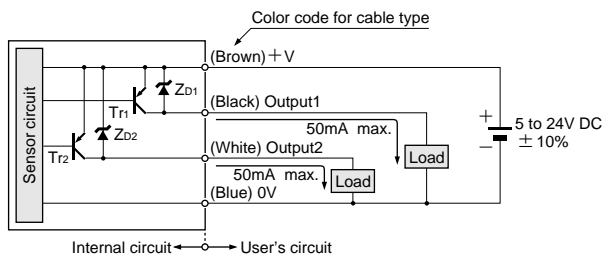 Color code for cable type
(Brown) +V
Sensor circuit
ZD1
Tr1
(Black) Output1
50mA max.
ZD2
Tr2
(White) Output2
50mA max.
Load
Load
+
−
5 to 24V DC
± 10%
(Blue) 0V
Internal circuit
User's circuit